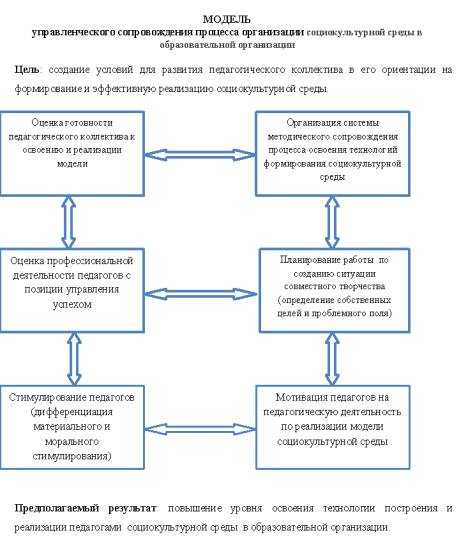 МОДЕЛЬ
управленческого сопровождения процесса организации социокультурной среды в
образовательной организации
Цель: создание условий для развития педагогического коллектива в его ориентации на
формирование и эффективную реализацию социокультурной среды.
Оценка готовности
педагогического коллектива к
освоению и реализации
модели
Организация системы
методического сопровождения
процесса освоения технологий
формирования социокультурной
среды
Оценка профессиональной
деятельности педагогов с
позиции управления
успехом
Планирование работы по
созданию ситуации
совместного творчества
(определение собственных
целей и проблемного поля)
Стимулирование педагогов
(дифференциация
материального и
морального
стимулирования)
Мотивация педагогов на
педагогическую деятельность
по реализации модели
социокультурной среды
Предполагаемый результат: повышение уровня освоения технологии построения и
реализации педагогами социокультурной среды в образовательной организации.